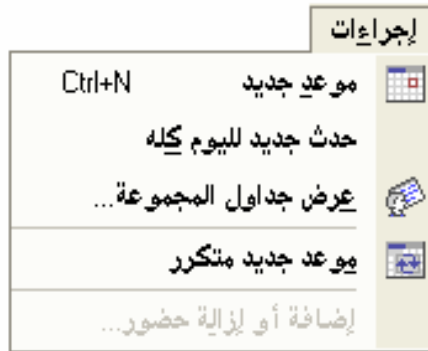 إجراءات
موعد جديد Ctrl+N
حدث جديد لليوم كله
عرض جداول المجموعة...
موعد جديد متكرر
إضافة أو إزالة حضور...